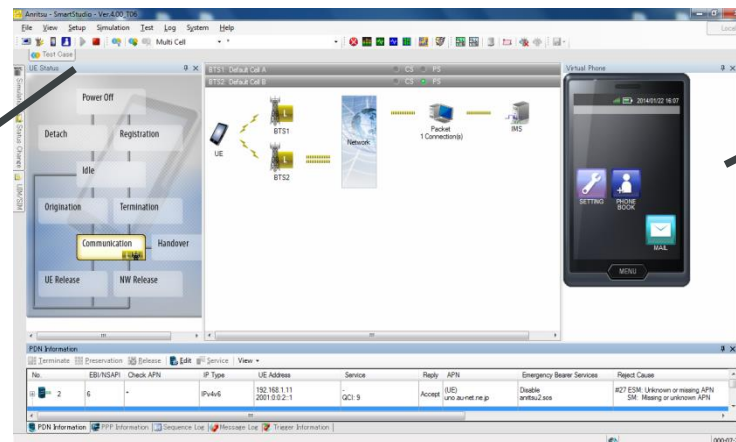 Anritsu - SmartStudio - Ver.4.00_T06
File View Setup Simulation Test Log System Help
Multi Cell
Local
Test Case
UE Status
BTS1: Default Cell A CS PS
BTS2: Default Cell B CS PS
Virtual Phone
Simulation
Status Change
UIM/SIM
Power Off
Detach
Registration
Idle
Origination
Termination
Communication
Handover
UE Release
NW Release
UE
BTS1
BTS2
Network
Packet
1 Connection(s)
IMS
2014/01/22 16:07
SETTING
PHONE
BOOK
MAIL
MENU
PDN Information
Terminate Preservation Release Edit Service View
No. EBI/NSAPI Check APN IP Type UE Address Service Reply APN Emergency Bearer Services Reject Cause
2 6 - IPv4v6 192.168.1.11 - Accept (UE) Disable #27 ESM: Unknown or missing APN
2001:0:0:2::1 QCI: 9 uno.au-net.ne.jp anritsu2.sos SM: Missing or unknown APN
PDN Information PPP Information Sequence Log Message Log Trigger Information